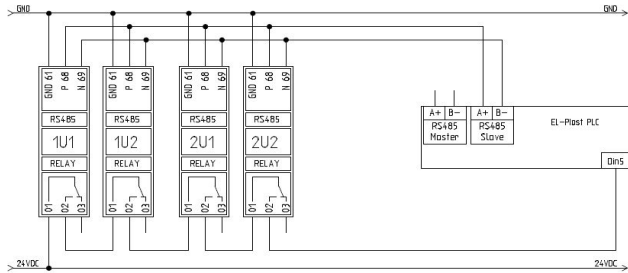 GND GND
GND 61 P 68 N 69 GND 61 P 68 N 69 GND 61 P 68 N 69 GND 61 P 68 N 69
A+ B- A+ B-
RS485 RS485 RS485 RS485 RS485 Master RS485 Slave El-Plast PLC
1U1 1U2 2U1 2U2
RELAY RELAY RELAY RELAY Din5
01 02 03 01 02 03 01 02 03 01 02 03
24VDC 24VDC